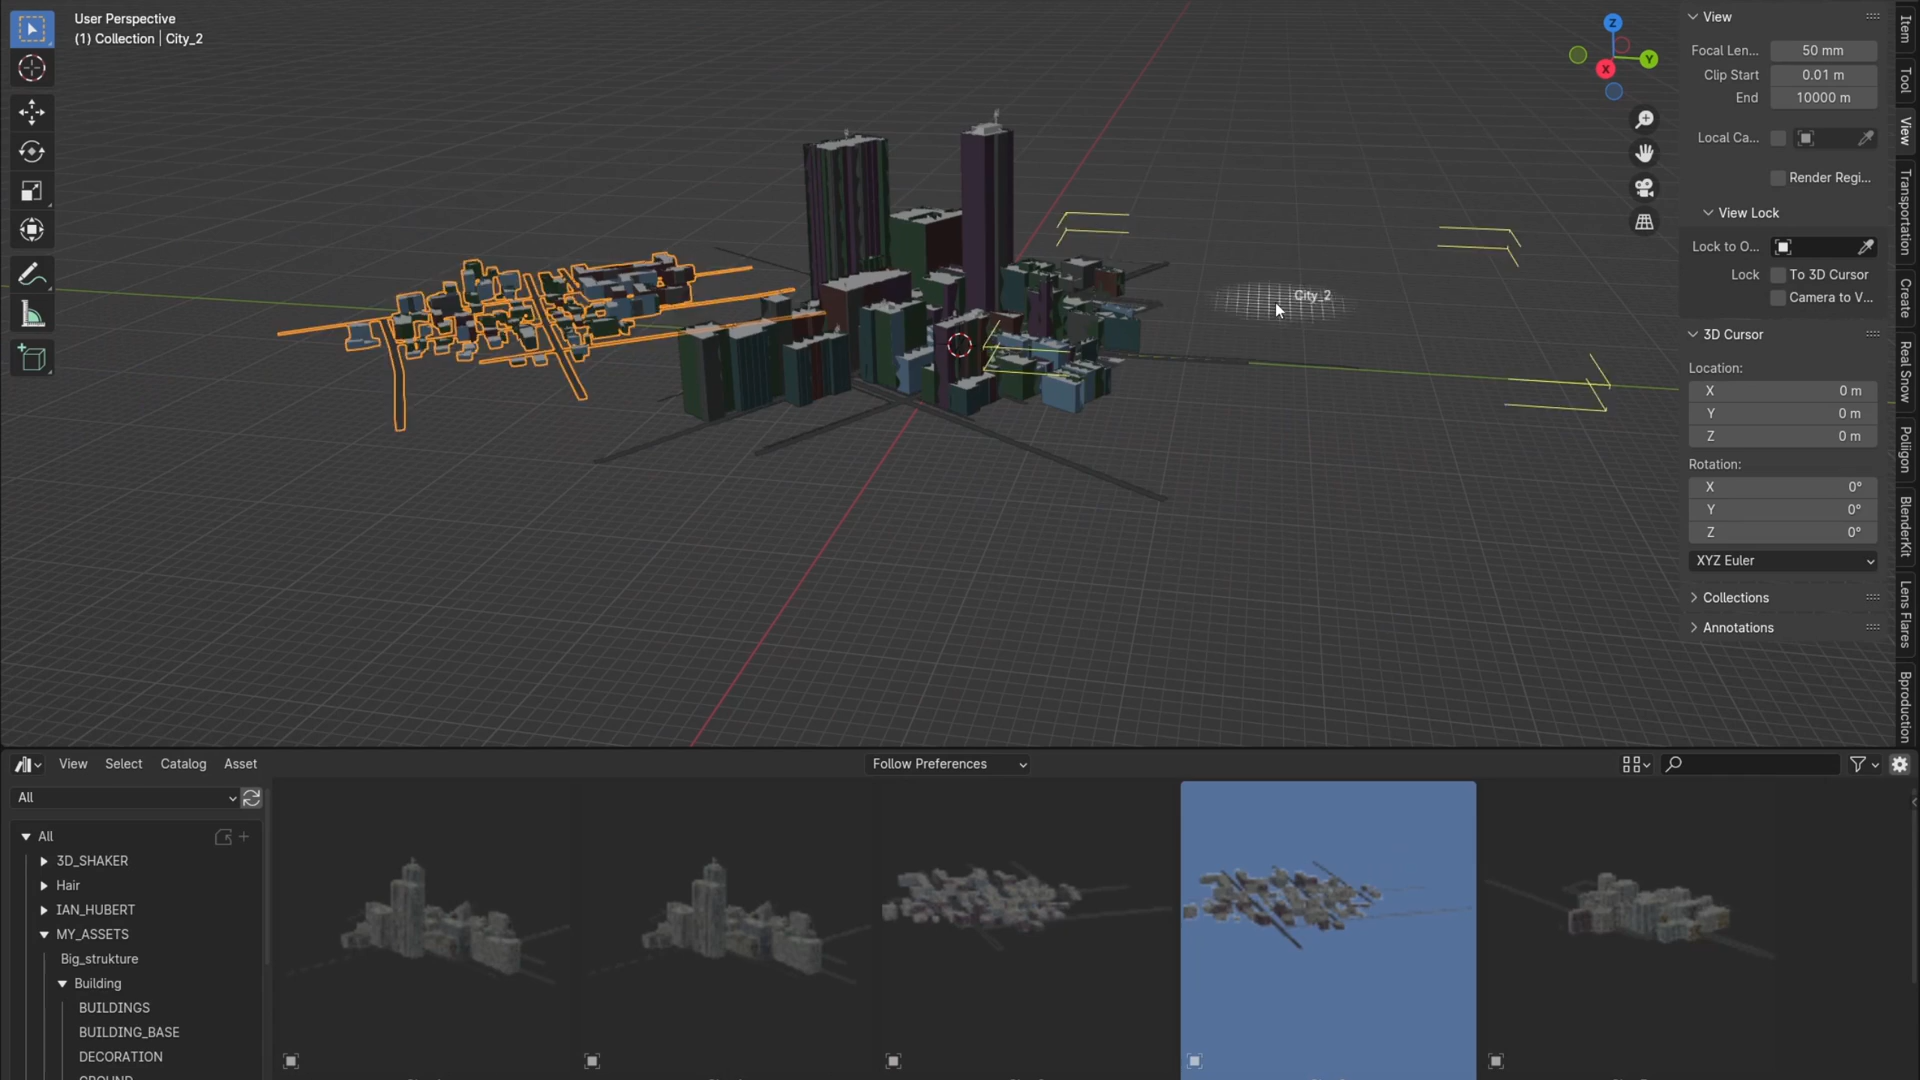 User Perspective
(1) Collection | City_2
Z
Y
X
City_2
View
Focal Len... 50 mm
Clip Start 0.01 m
End 10000 m
Local Ca...
Render Regi...
View Lock
Lock to O...
Lock To 3D Cursor
Camera to V...
3D Cursor
Location:
X 0 m
Y 0 m
Z 0 m
Rotation:
X 0°
Y 0°
Z 0°
XYZ Euler
Collections
Annotations
Item
Tool
View
Transportation
Create
Real Snow
Poliigon
BlenderKit
Lens Flares
Bproduction
View Select Catalog Asset
Follow Preferences
All
All
3D_SHAKER
Hair
IAN_HUBERT
MY_ASSETS
Big_strukture
Building
BUILDINGS
BUILDING_BASE
DECORATION
GROUND